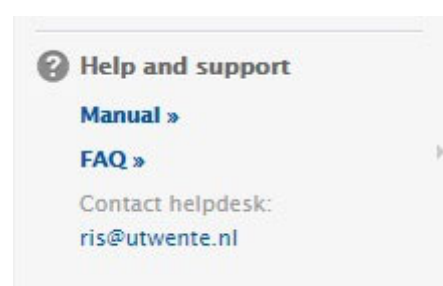 Help and support
Manual »
FAQ »
Contact helpdesk:
ris@utwente.nl